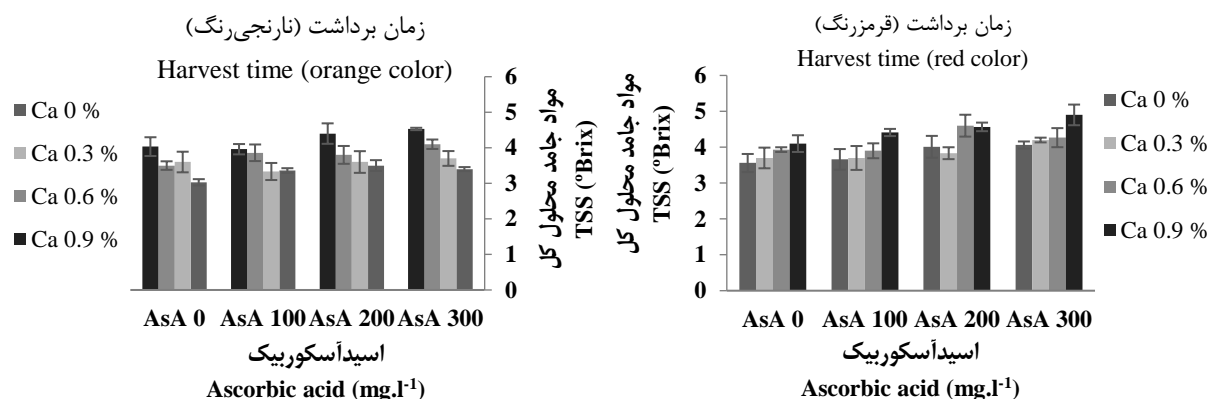 زمان برداشت (نارنجی‌رنگ)
Harvest time (orange color)
Ca 0 %
Ca 0.3 %
Ca 0.6 %
Ca 0.9 %
6
5
4
3
2
1
0
مواد جامد محلول کل
TSS (ºBrix)
AsA 0 AsA 100 AsA 200 AsA 300
اسیدآسکوربیک
Ascorbic acid (mg.l⁻¹)
زمان برداشت (قرمزرنگ)
Harvest time (red color)
مواد جامد محلول کل
TSS (ºBrix)
6
5
4
3
2
1
0
Ca 0 %
Ca 0.3 %
Ca 0.6 %
Ca 0.9 %
AsA 0 AsA 100 AsA 200 AsA 300
اسیدآسکوربیک
Ascorbic acid (mg.l⁻¹)